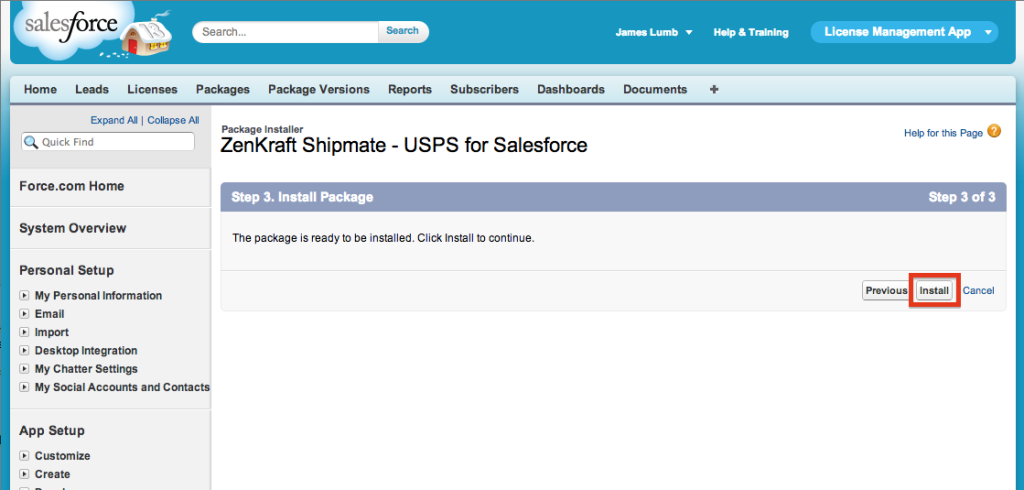 salesforce
13
Search...
Search
James Lumb
Help & Training
License Management App
Home Leads Licenses Packages Package Versions Reports Subscribers Dashboards Documents +
Expand All | Collapse All
Quick Find
Force.com Home
System Overview
Personal Setup
My Personal Information
Email
Import
Desktop Integration
My Chatter Settings
My Social Accounts and Contacts
App Setup
Customize
Create
Package Installer
ZenKraft Shipmate - USPS for Salesforce
Help for this Page ?
Step 3. Install Package Step 3 of 3
The package is ready to be installed. Click Install to continue.
Previous Install Cancel